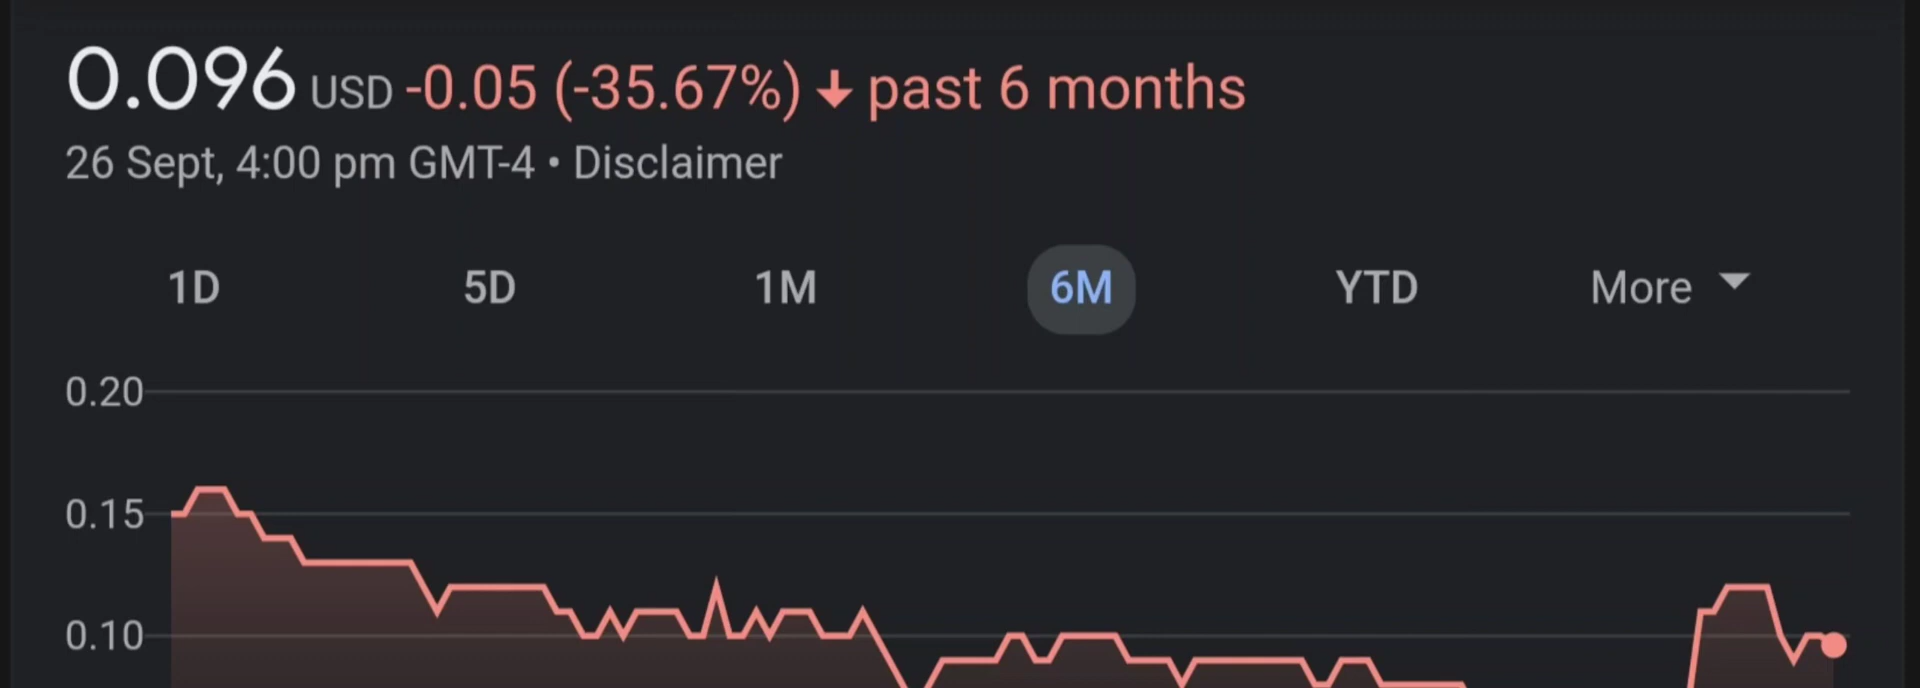 0.096 USD -0.05 (-35.67%) ↓ past 6 months
26 Sept, 4:00 pm GMT-4 • Disclaimer
1D 5D 1M 6M YTD More
0.20
0.15
0.10